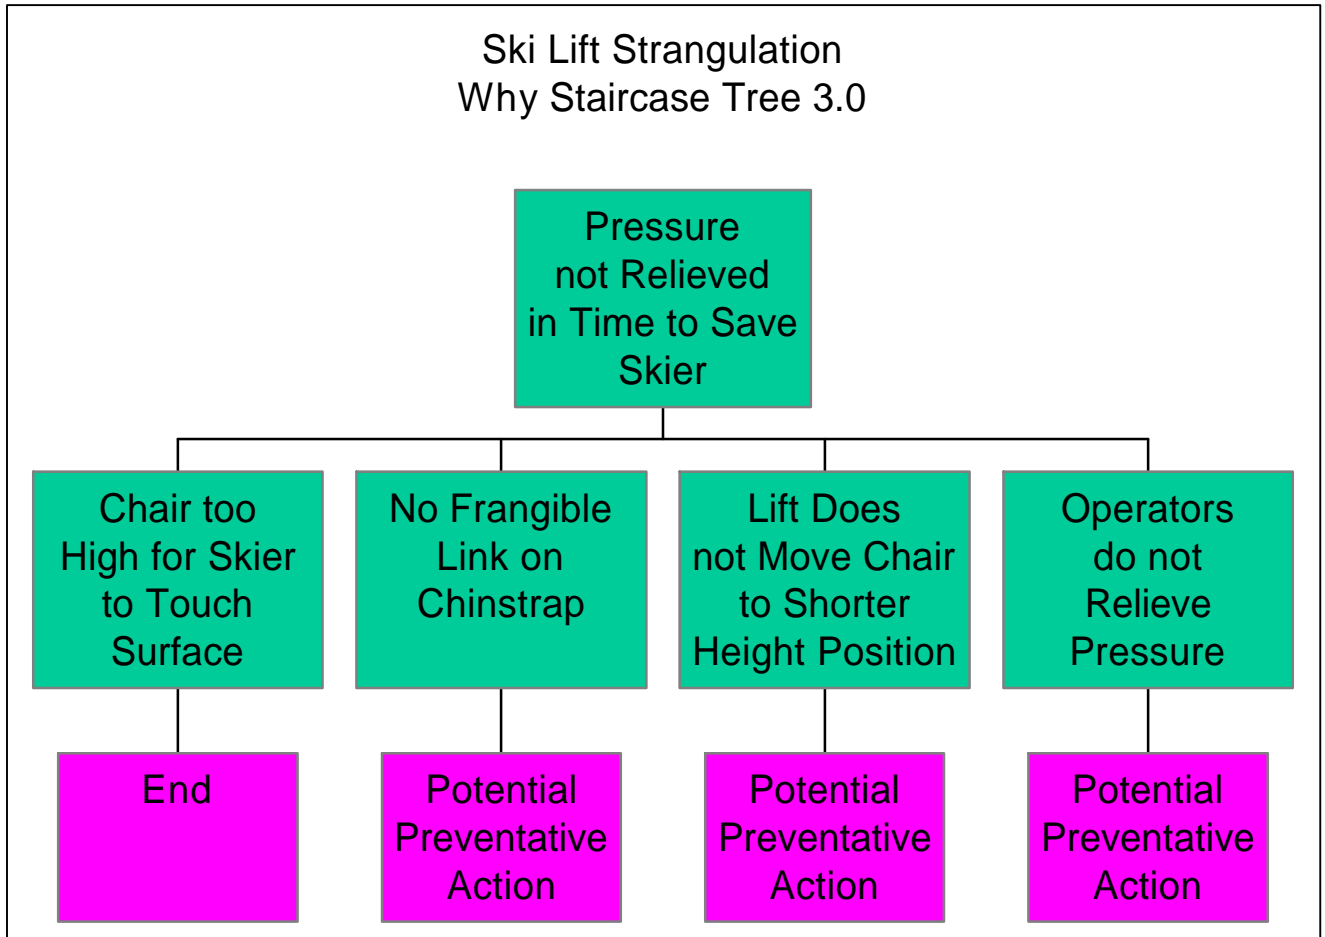 Ski Lift Strangulation
Why Staircase Tree 3.0
Pressure
not Relieved
in Time to Save
Skier
Chair too
High for Skier
to Touch
Surface
No Frangible
Link on
Chinstrap
Lift Does
not Move Chair
to Shorter
Height Position
Operators
do not
Relieve
Pressure
End
Potential
Preventative
Action
Potential
Preventative
Action
Potential
Preventative
Action